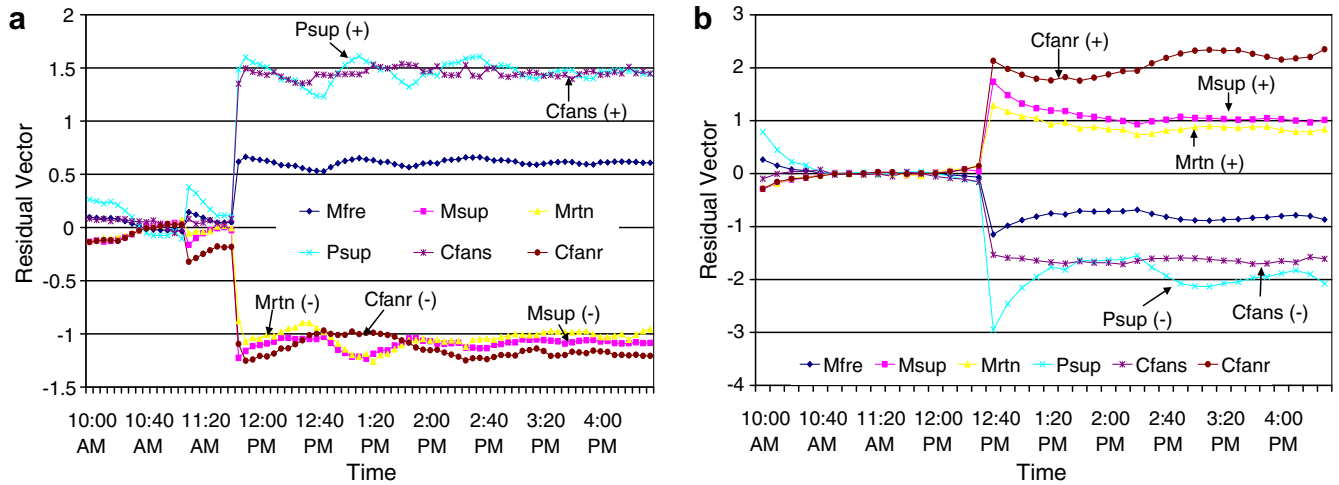 a
Residual Vector
2
1.5
1
0.5
0
-0.5
-1
-1.5
Psup (+)
Cfans (+)
Mfre Msup Mrtn
Psup Cfans Cfanr
Mrtn (-)
Cfanr (-)
Msup (-)
10:00 10:40 11:20 12:00 12:40 1:20 2:00 2:40 3:20 4:00
AM AM AM PM PM PM PM PM PM PM
Time
b
Residual Vector
3
2
1
0
-1
-2
-3
-4
Cfanr (+)
Msup (+)
Mrtn (+)
Psup (-)
Cfans (-)
Mfre Msup Mrtn Psup Cfans Cfanr
10:00 10:40 11:20 12:00 12:40 1:20 2:00 2:40 3:20 4:00
AM AM AM PM PM PM PM PM PM PM
Time